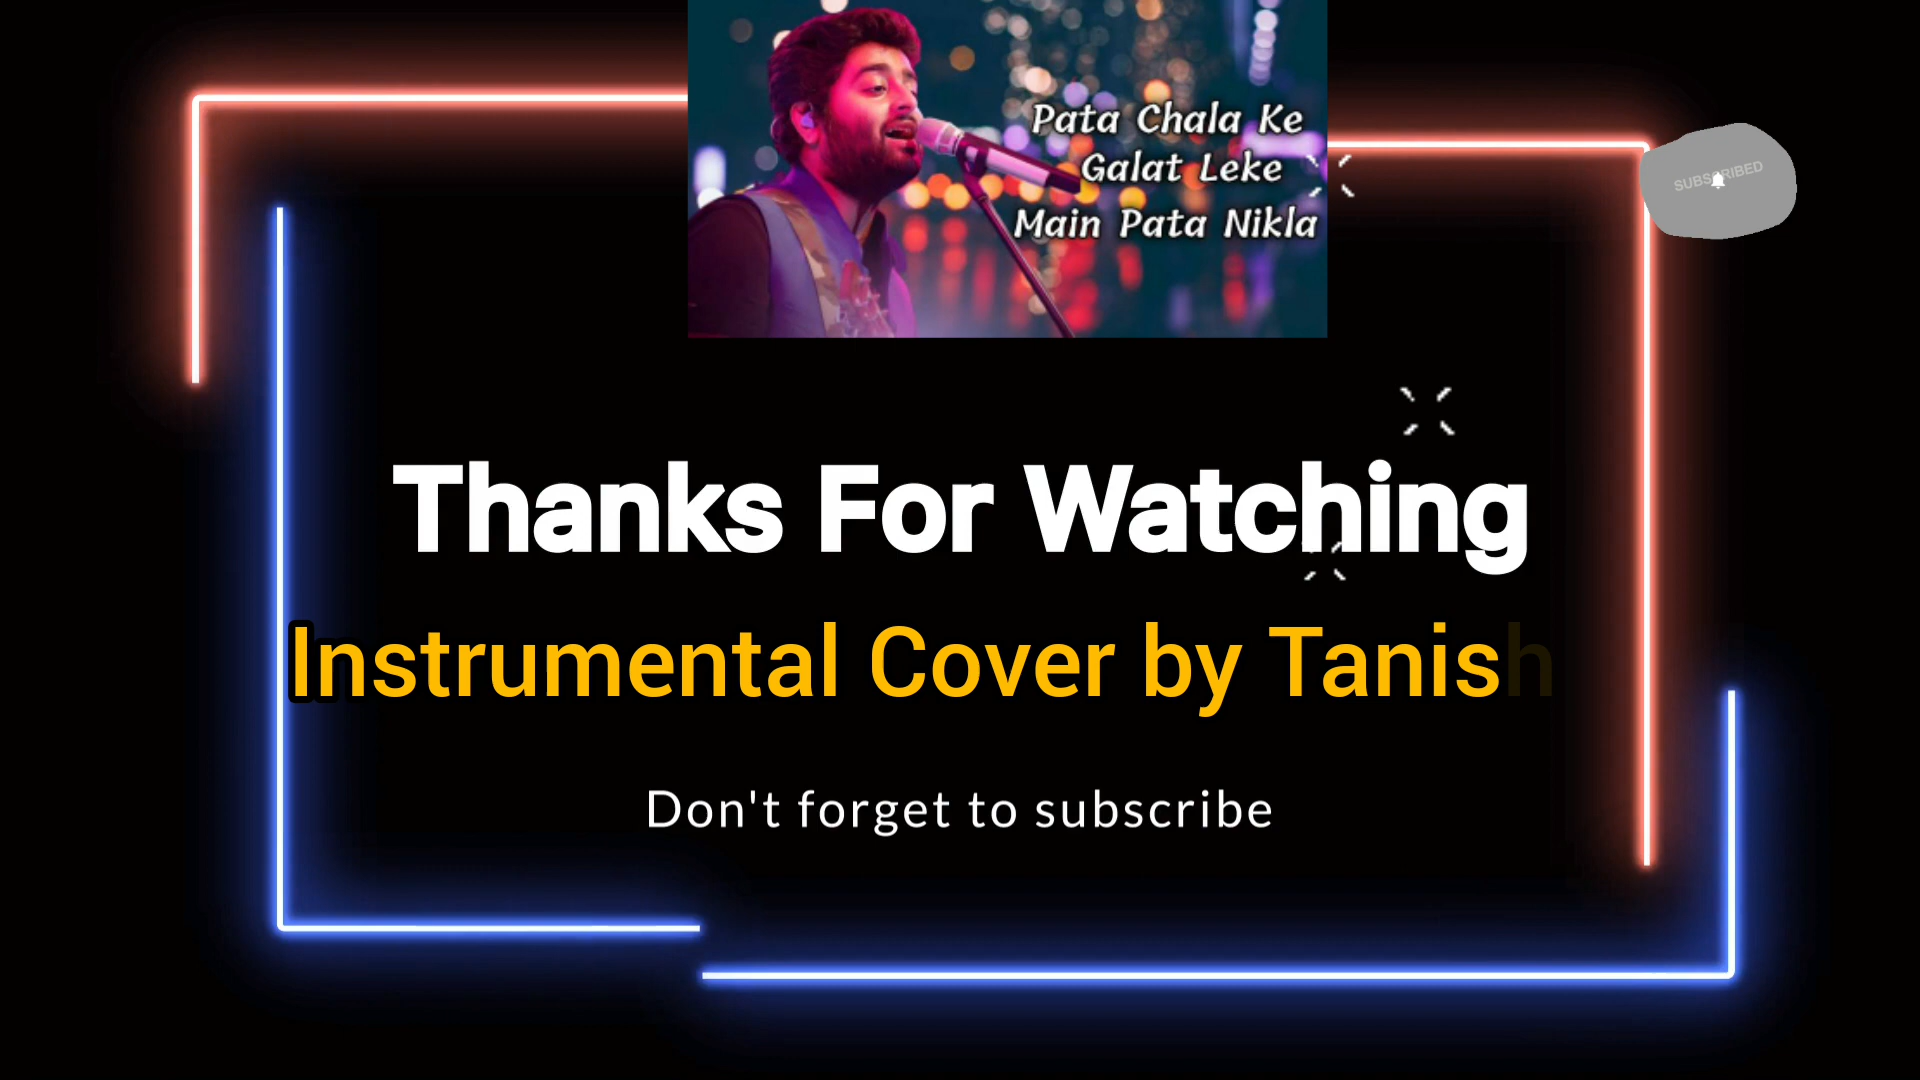 Pata Chala Ke
Galat Leke
Main Pata Nikla
SUBSCRIBED
Thanks For Watching
Instrumental Cover by Tanish
Don't forget to subscribe